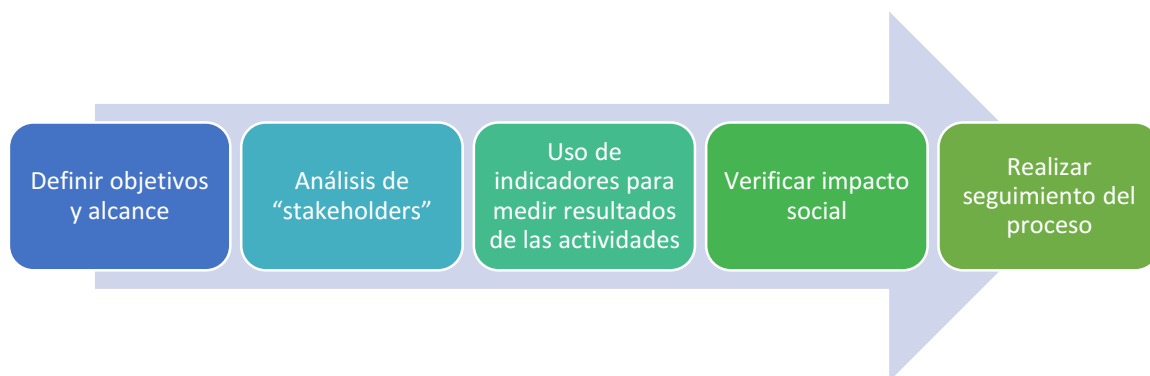 Definir objetivos
y alcance
Análisis de
“stakeholders”
Uso de
indicadores para
medir resultados
de las actividades
Verificar impacto
social
Realizar
seguimiento del
proceso